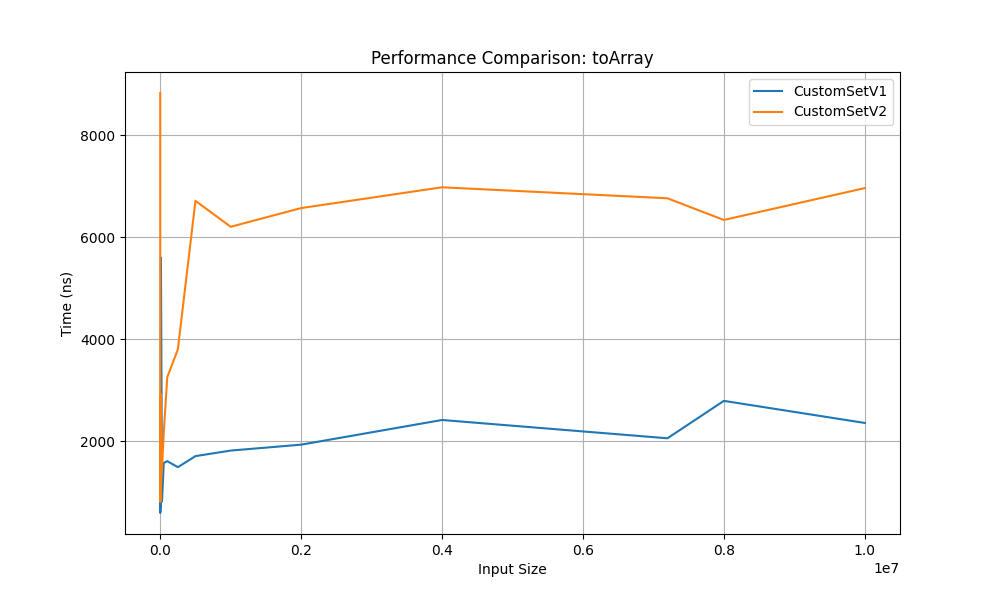 Performance Comparison: toArray
CustomSetV1
CustomSetV2
8000
6000
4000
2000
Time (ns)
0.0 0.2 0.4 0.6 0.8 1.0
1e7
Input Size